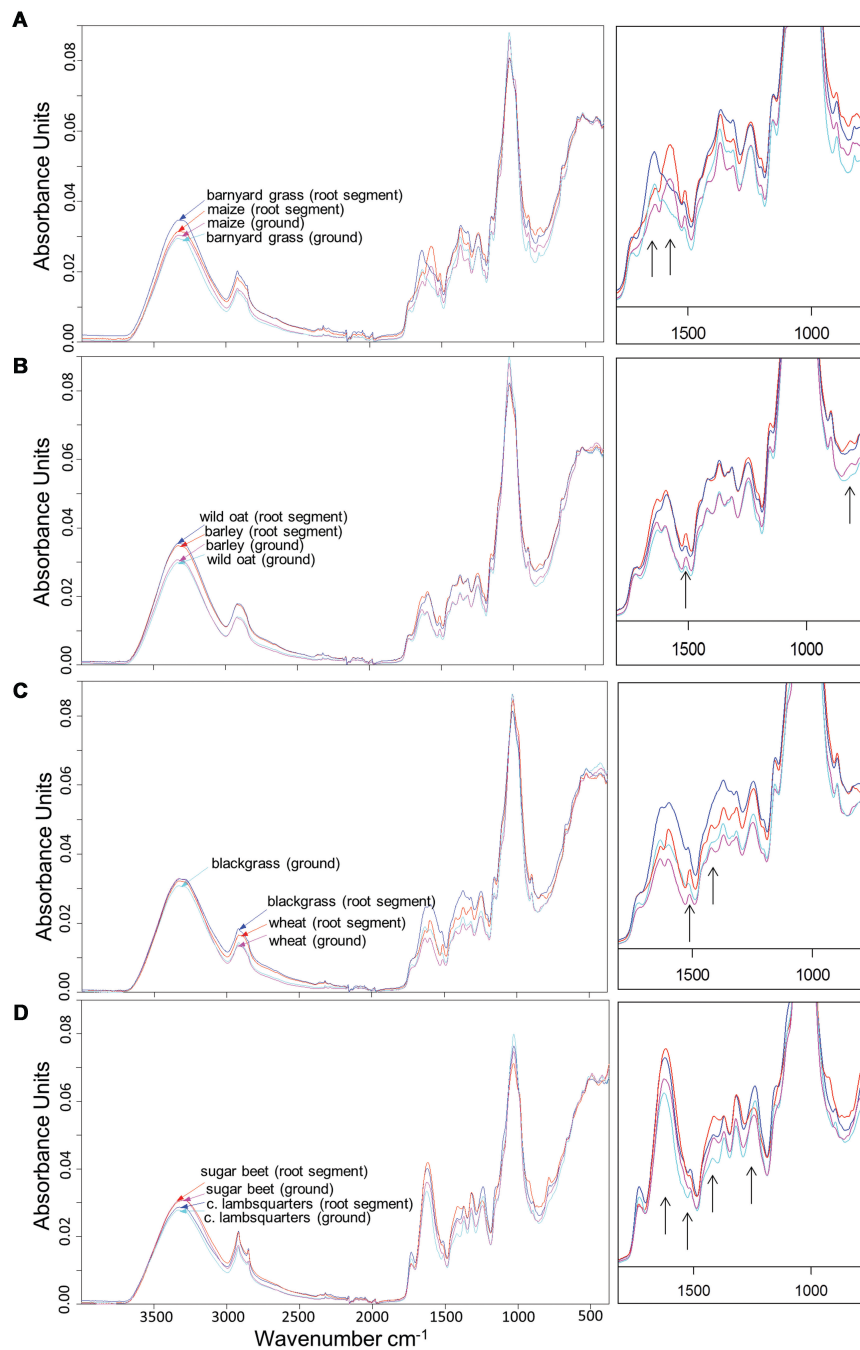 A
Absorbance Units
0.08
0.06
0.04
0.02
0.00
barnyard grass (root segment)
maize (root segment)
maize (ground)
barnyard grass (ground)
1500
1000
B
Absorbance Units
0.08
0.06
0.04
0.02
0.00
wild oat (root segment)
barley (root segment)
barley (ground)
wild oat (ground)
1500
1000
C
Absorbance Units
0.08
0.06
0.04
0.02
0.00
blackgrass (ground)
blackgrass (root segment)
wheat (root segment)
wheat (ground)
1500
1000
D
Absorbance Units
0.08
0.06
0.04
0.02
0.00
sugar beet (root segment)
sugar beet (ground)
c. lambsquarters (root segment)
c. lambsquarters (ground)
1500
1000
3500 3000 2500 2000 1500 1000 500
Wavenumber cm-1